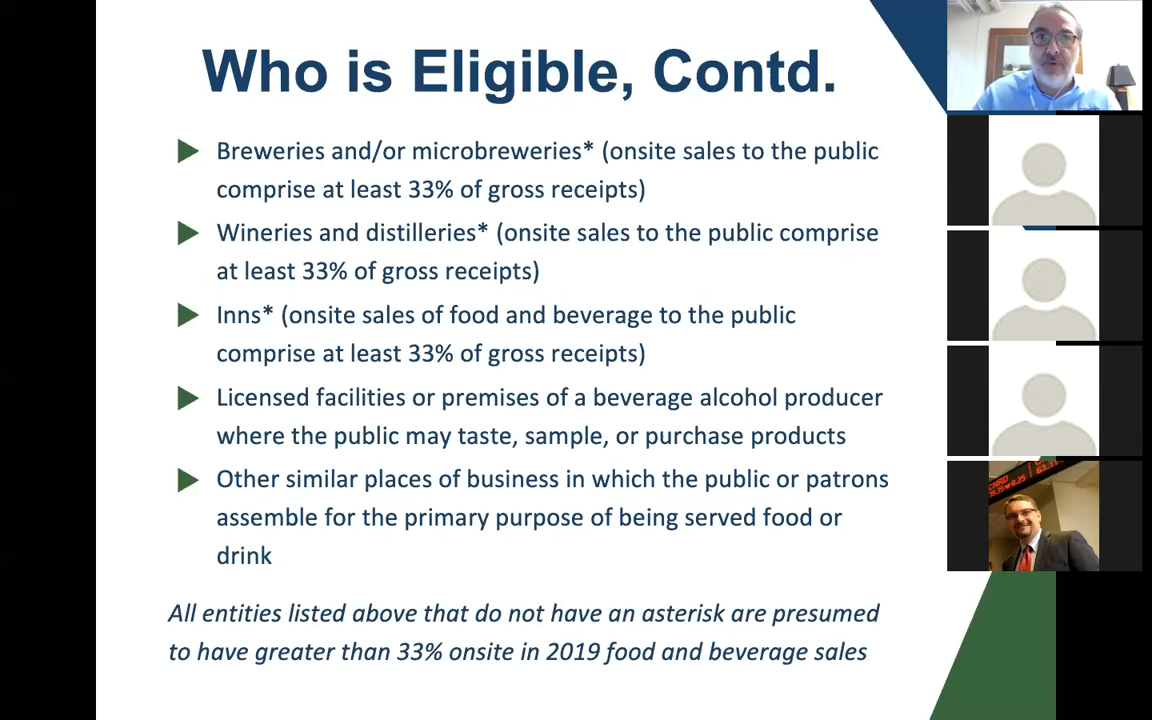 Who is Eligible, Contd.
Breweries and/or microbreweries* (onsite sales to the public
comprise at least 33% of gross receipts)
Wineries and distilleries* (onsite sales to the public comprise
at least 33% of gross receipts)
Inns* (onsite sales of food and beverage to the public
comprise at least 33% of gross receipts)
Licensed facilities or premises of a beverage alcohol producer
where the public may taste, sample, or purchase products
Other similar places of business in which the public or patrons
assemble for the primary purpose of being served food or
drink
All entities listed above that do not have an asterisk are presumed
to have greater than 33% onsite in 2019 food and beverage sales